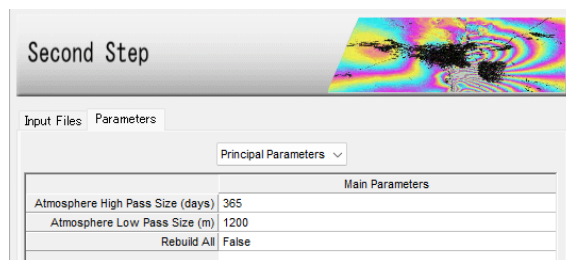 Second Step
Input Files Parameters
Principal Parameters
Main Parameters
Atmosphere High Pass Size (days) 365
Atmosphere Low Pass Size (m) 1200
Rebuild All False